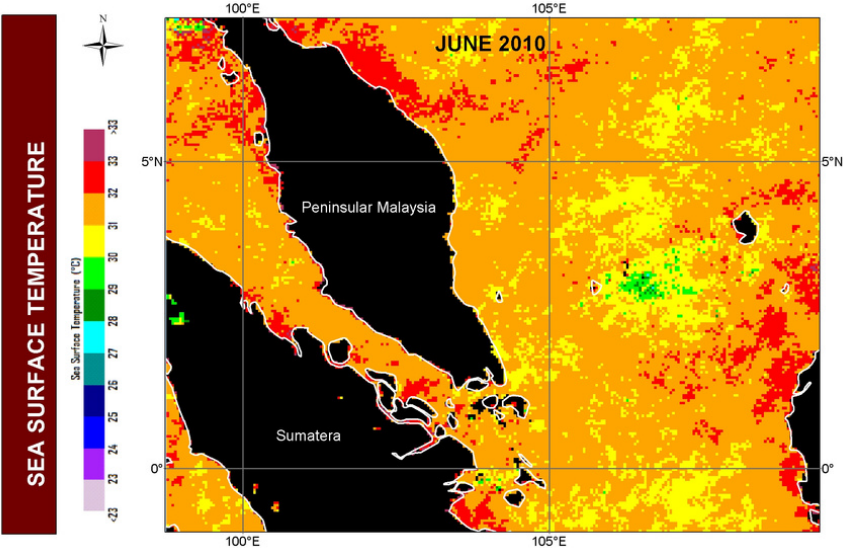 SEA SURFACE TEMPERATURE
N
Sea Surface Temperature (°C)
>33
33
32
31
30
29
28
27
26
25
24
23
<23
100°E
105°E
JUNE 2010
5°N
5°N
Peninsular Malaysia
Sumatera
0°
0°
100°E
105°E